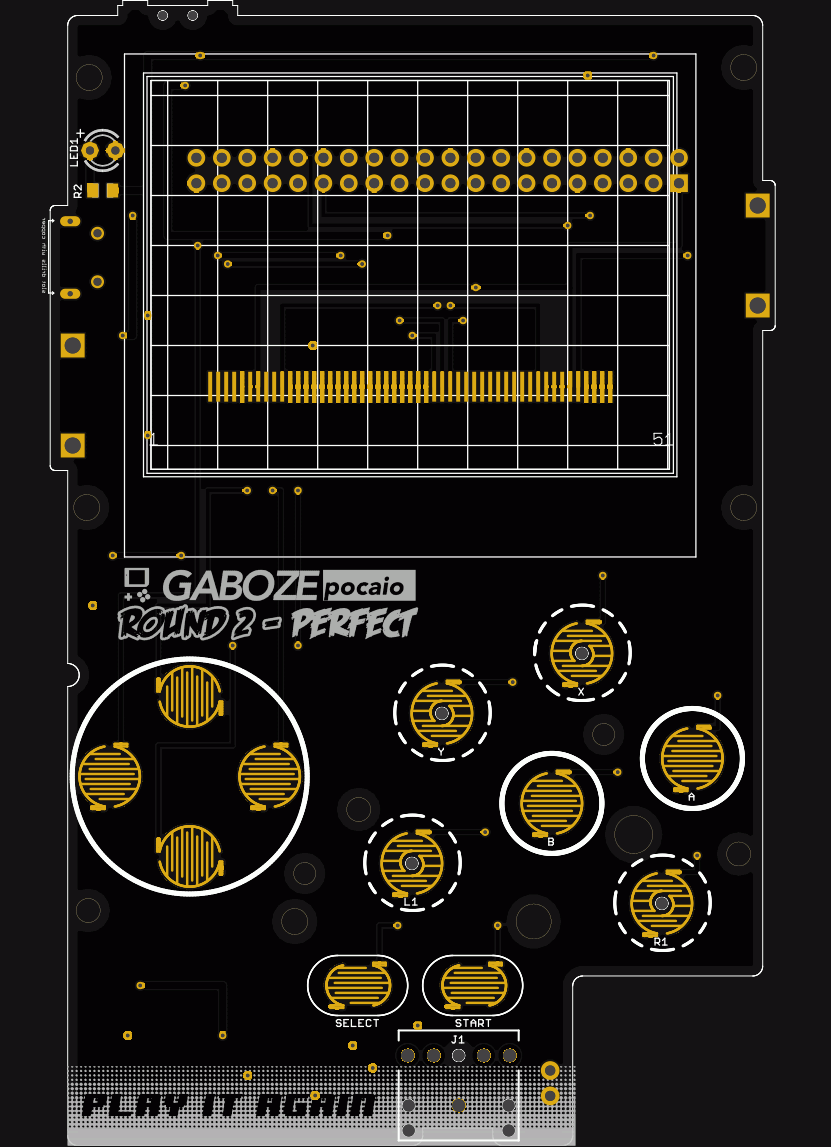 LED1
+
R2
1
51
GABOZE pocaio
ROUND 2 - PERFECT
X
Y
A
B
L1
R1
SELECT
START
J1
PLAY IT AGAIN